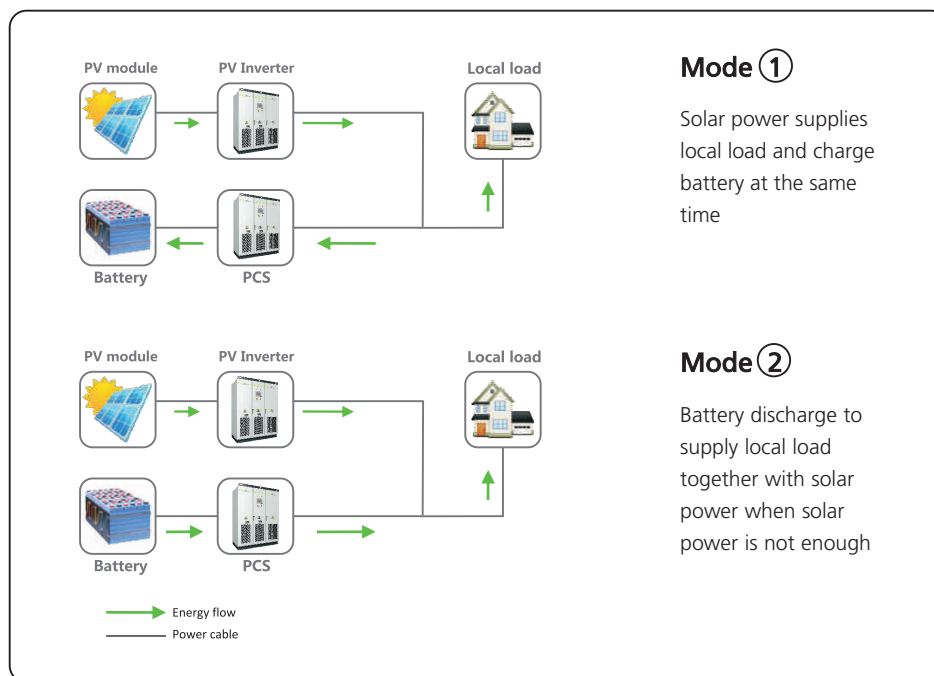 PV module
PV Inverter
Local load
Battery
PCS
Mode ①
Solar power supplies
local load and charge
battery at the same
time
PV module
PV Inverter
Local load
Battery
PCS
Mode ②
Battery discharge to
supply local load
together with solar
power when solar
power is not enough
Energy flow
Power cable